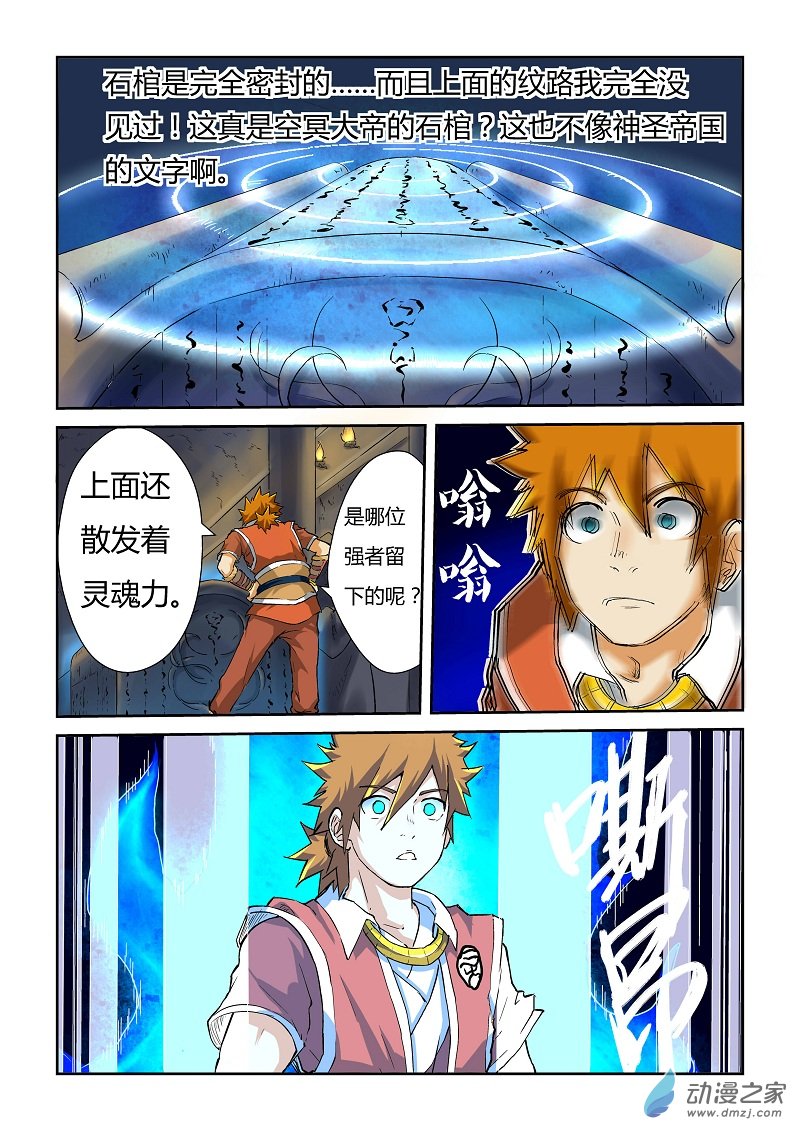 石棺是完全密封的……而且上面的纹路我完全没
见过！这真是空冥大帝的石棺？这也不像神圣帝国
的文字啊。
上面还
散发着
灵魂力。
是哪位
强者留
下的呢？
嗡
嗡
嘶
昂
动漫之家
www.dmzj.com